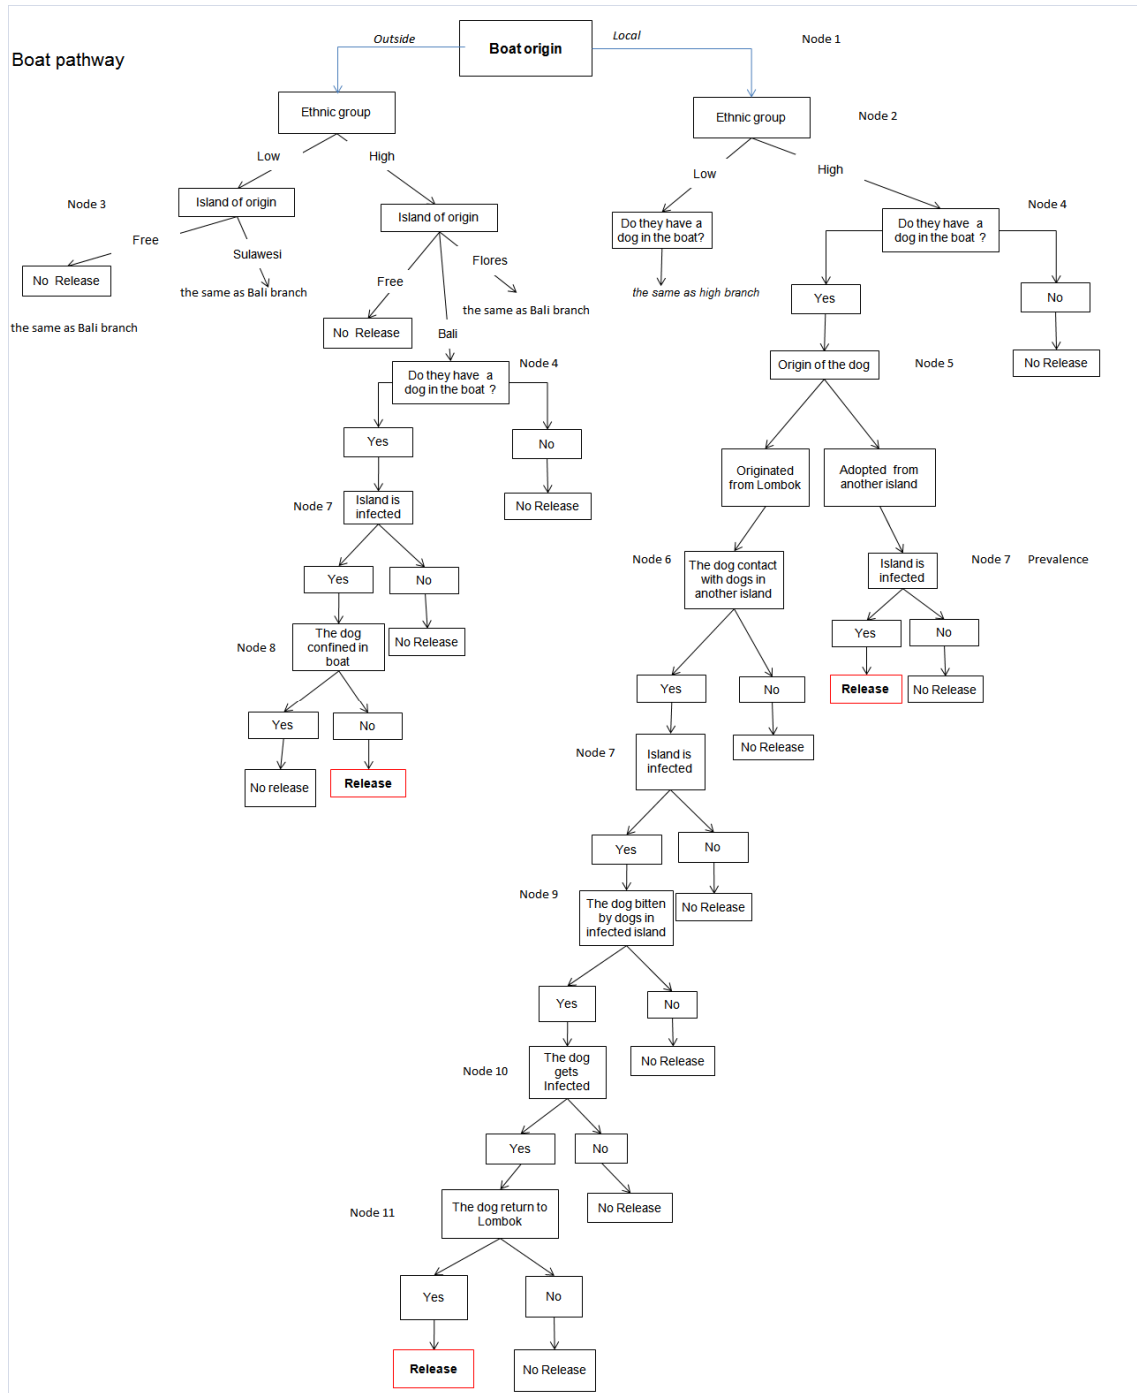 Boat pathway
Outside
Boat origin
Local
Node 1
Ethnic group
Ethnic group
Node 2
Low
High
Low
High
Node 3
Island of origin
Island of origin
Do they have a
dog in the boat?
Do they have a
dog in the boat ?
Node 4
Free
Sulawesi
No Release
the same as Bali branch
the same as Bali branch
Free
Flores
Bali
the same as Bali branch
No Release
the same as high branch
Yes
No
No Release
Do they have a
dog in the boat ?
Node 4
Origin of the dog
Node 5
Yes
No
No Release
Originated
from Lombok
Adopted from
another island
Node 7
Island is
infected
Yes
No
No Release
Node 6
The dog contact
with dogs in
another island
Island is
infected
Node 7
Prevalence
Yes
No
Release
No Release
Node 8
The dog
confined in
boat
Yes
No
No release
Release
Yes
No
No Release
Node 7
Island is
infected
Yes
No
No Release
Node 9
The dog bitten
by dogs in
infected island
Yes
No
No Release
Node 10
The dog
gets
Infected
Yes
No
No Release
Node 11
The dog return to
Lombok
Yes
No
Release
No Release